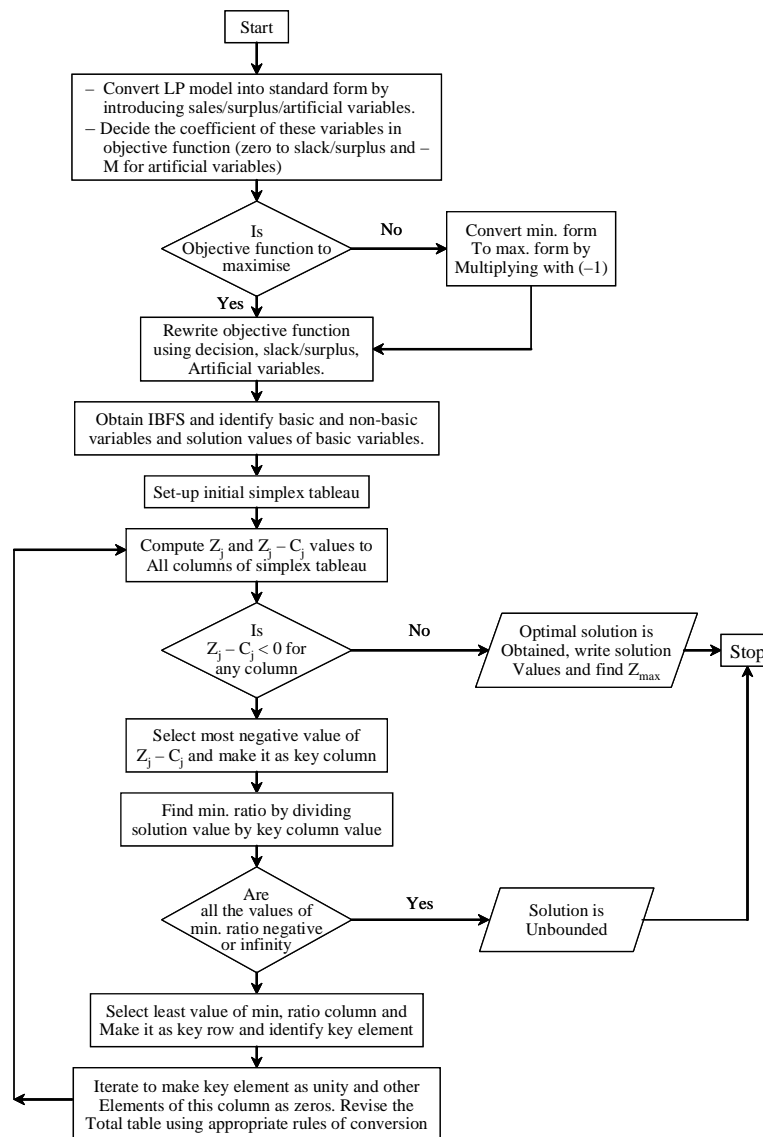 Start
– Convert LP model into standard form by
introducing sales/surplus/artificial variables.
– Decide the coefficient of these variables in
objective function (zero to slack/surplus and –
M for artificial variables)
Is
Objective function to
maximise
No
Convert min. form
To max. form by
Multiplying with (–1)
Yes
Rewrite objective function
using decision, slack/surplus,
Artificial variables.
Obtain IBFS and identify basic and non-basic
variables and solution values of basic variables.
Set-up initial simplex tableau
Compute Zj and Zj – Cj values to
All columns of simplex tableau
Is
Zj – Cj < 0 for
any column
No
Optimal solution is
Obtained, write solution
Values and find Zmax
Stop
Select most negative value of
Zj – Cj and make it as key column
Find min. ratio by dividing
solution value by key column value
Are
all the values of
min. ratio negative
or infinity
Yes
Solution is
Unbounded
Select least value of min, ratio column and
Make it as key row and identify key element
Iterate to make key element as unity and other
Elements of this column as zeros. Revise the
Total table using appropriate rules of conversion